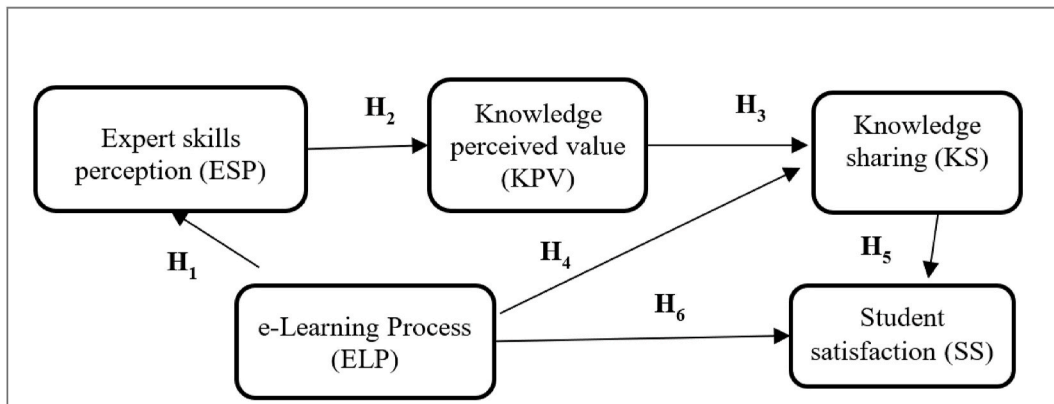 Expert skills
perception (ESP)
H2
Knowledge
perceived value
(KPV)
H3
Knowledge
sharing (KS)
H1
H4
H5
e-Learning Process
(ELP)
H6
Student
satisfaction (SS)